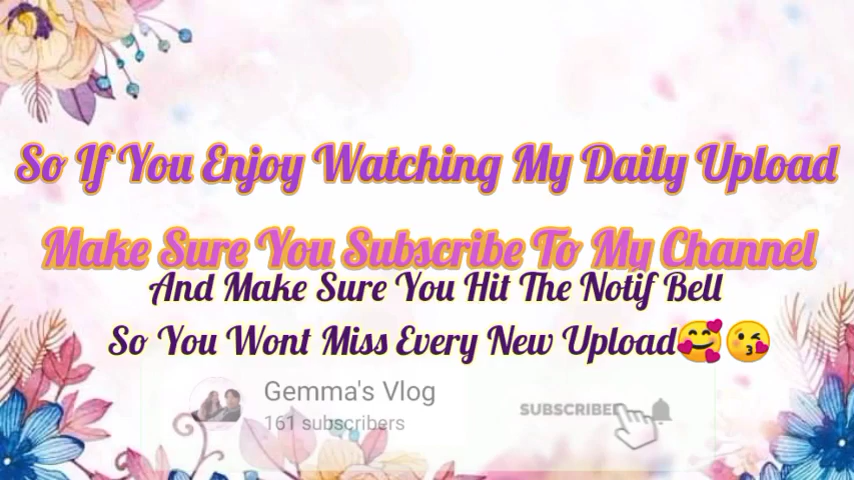 So If You Enjoy Watching My Daily Upload
Make Sure You Subscribe To My Channel
And Make Sure You Hit The Notif Bell
So You Wont Miss Every New Upload🥰😘
Gemma's Vlog
161 subscribers
SUBSCRIBED